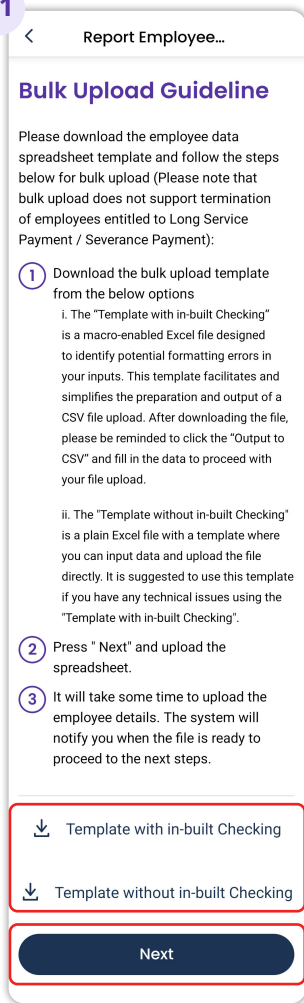 1
Report Employee...
Bulk Upload Guideline
Please download the employee data
spreadsheet template and follow the steps
below for bulk upload (Please note that
bulk upload does not support termination
of employees entitled to Long Service
Payment / Severance Payment):
1 Download the bulk upload template
from the below options
i. The “Template with in-built Checking”
is a macro-enabled Excel file designed
to identify potential formatting errors in
your inputs. This template facilitates and
simplifies the preparation and output of a
CSV file upload. After downloading the file,
please be reminded to click the “Output to
CSV” and fill in the data to proceed with
your file upload.
ii. The "Template without in-built Checking"
is a plain Excel file with a template where
you can input data and upload the file
directly. It is suggested to use this template
if you have any technical issues using the
"Template with in-built Checking".
2 Press " Next" and upload the
spreadsheet.
3 It will take some time to upload the
employee details. The system will
notify you when the file is ready to
proceed to the next steps.
Template with in-built Checking
Template without in-built Checking
Next